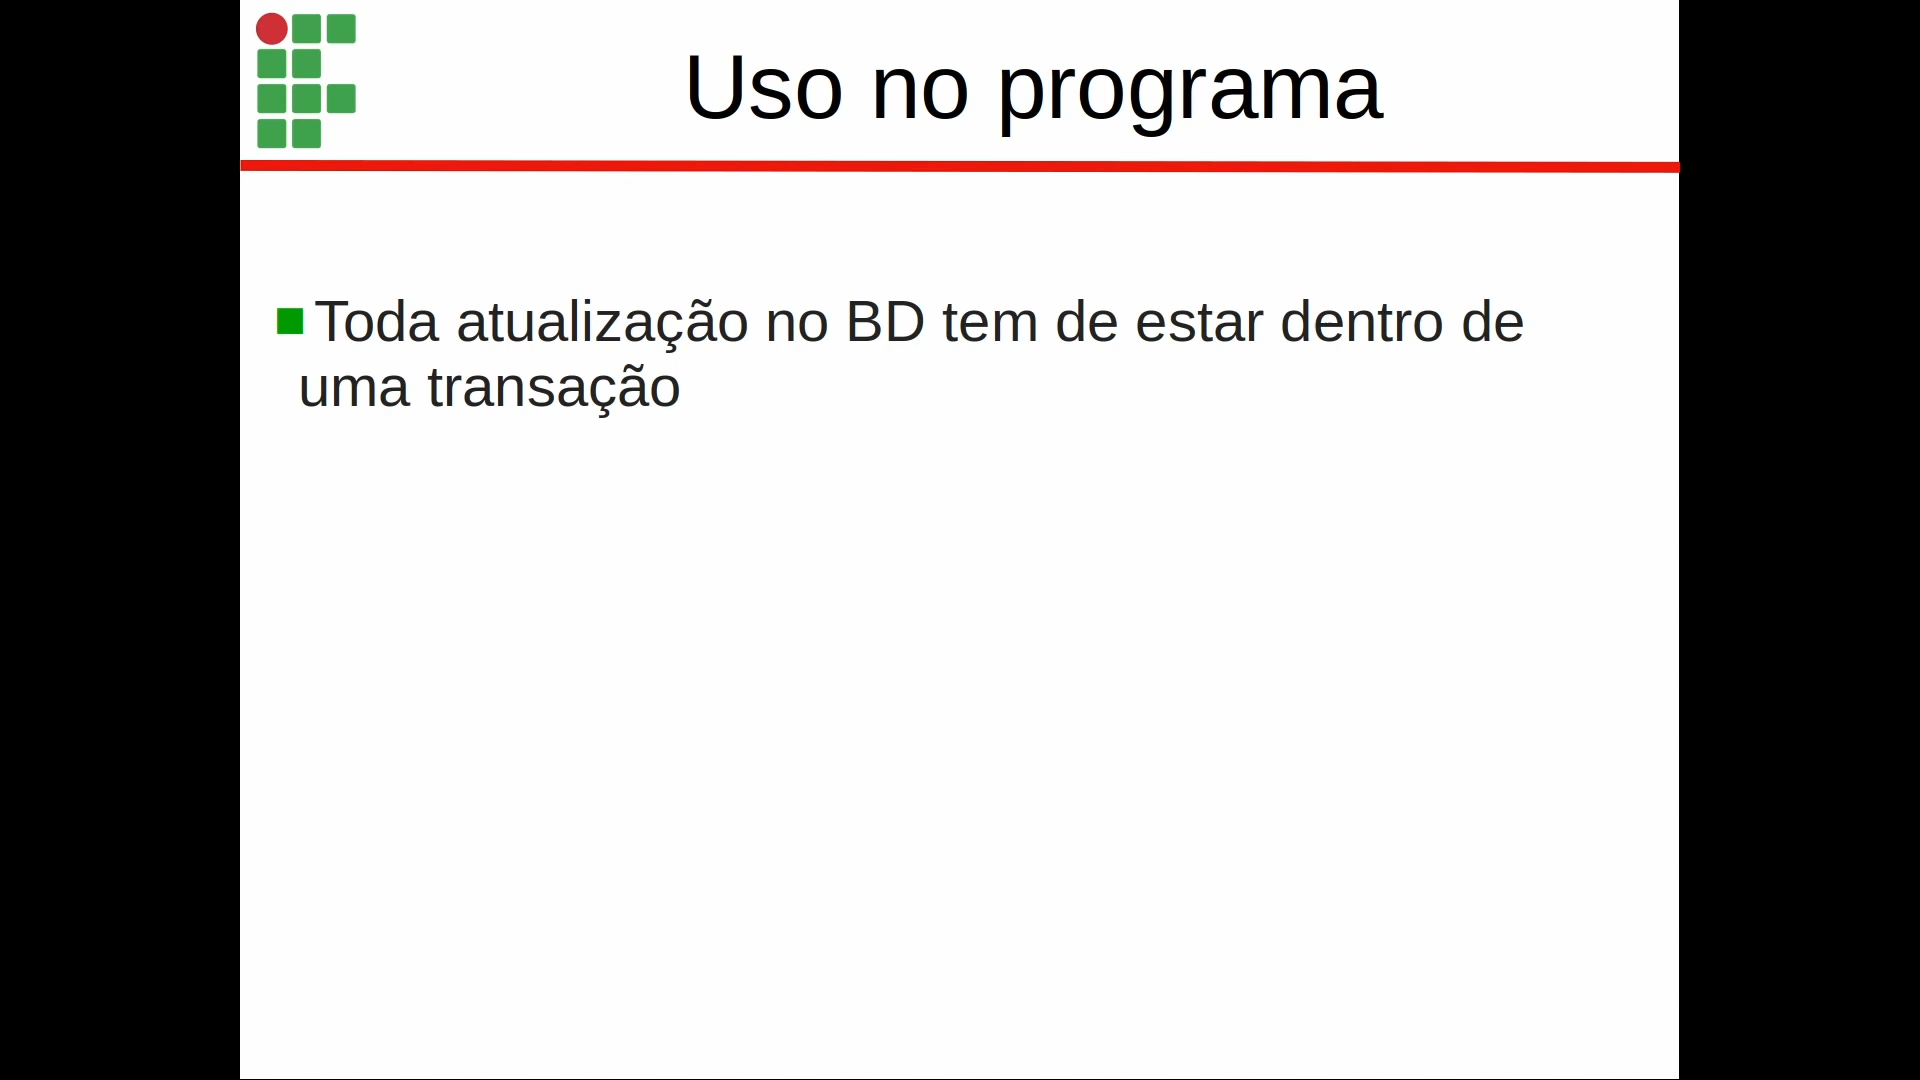 Uso no programa
Toda atualização no BD tem de estar dentro de
uma transação